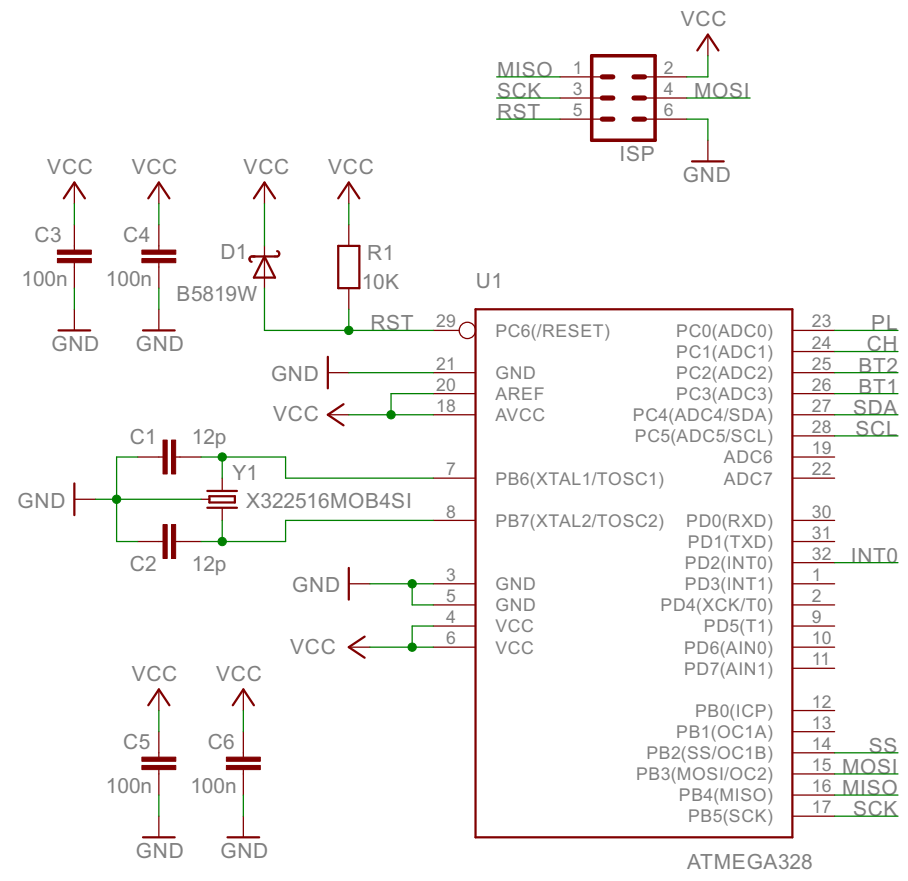 VCC
MISO 1 2
SCK 3 4 MOSI
RST 5 6
ISP
GND
VCC VCC VCC VCC
C3 C4 D1 R1
100n 100n B5819W 10K
GND GND
U1
RST 29 PC6(/RESET) PC0(ADC0) 23 PL
PC1(ADC1) 24 CH
GND 21 GND PC2(ADC2) 25 BT2
20 AREF PC3(ADC3) 26 BT1
VCC 18 AVCC PC4(ADC4/SDA) 27 SDA
PC5(ADC5/SCL) 28 SCL
C1 12p
ADC6 19
Y1 7 PB6(XTAL1/TOSC1) ADC7 22
GND X322516MOB4SI
8 PB7(XTAL2/TOSC2) PD0(RXD) 30
PD1(TXD) 31
C2 12p
PD2(INT0) 32 INT0
GND 3 GND PD3(INT1) 1
5 GND PD4(XCK/T0) 2
4 VCC PD5(T1) 9
VCC 6 VCC PD6(AIN0) 10
PD7(AIN1) 11
VCC VCC
PB0(ICP) 12
PB1(OC1A) 13
C5 C6
PB2(SS/OC1B) 14 SS
PB3(MOSI/OC2) 15 MOSI
100n 100n
PB4(MISO) 16 MISO
PB5(SCK) 17 SCK
GND GND
ATMEGA328